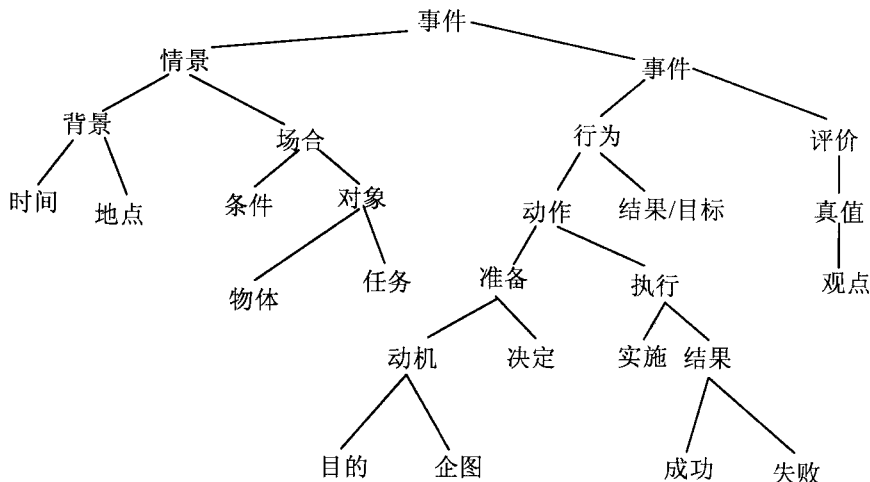 事件
情景
事件
背景
场合
行为
评价
时间
地点
条件
对象
动作
结果/目标
真值
物体
任务
准备
执行
观点
动机
决定
实施
结果
目的
企图
成功
失败